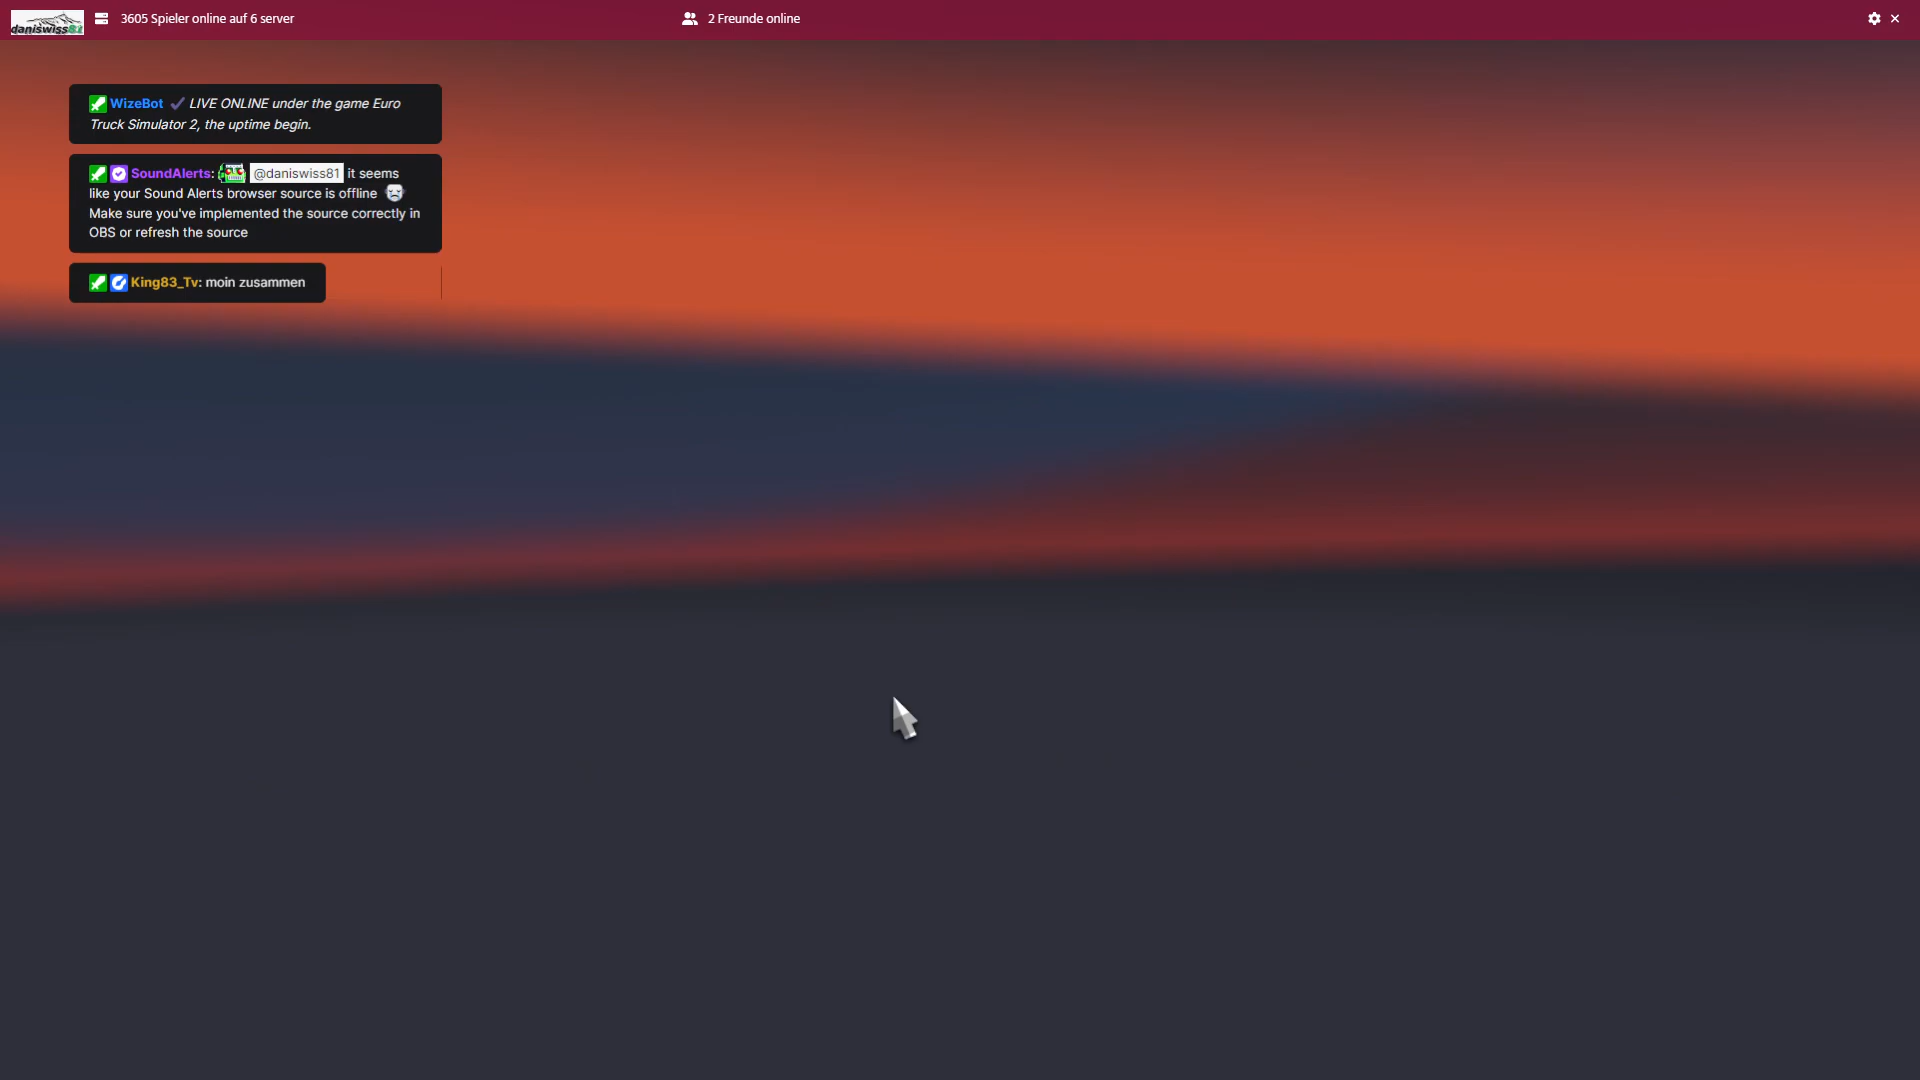 daniswiss81
3605 Spieler online auf 6 server
2 Freunde online
WizeBot LIVE ONLINE under the game Euro
Truck Simulator 2, the uptime begin.
SoundAlerts: @daniswiss81 it seems
like your Sound Alerts browser source is offline
Make sure you've implemented the source correctly in
OBS or refresh the source
King83_Tv: moin zusammen